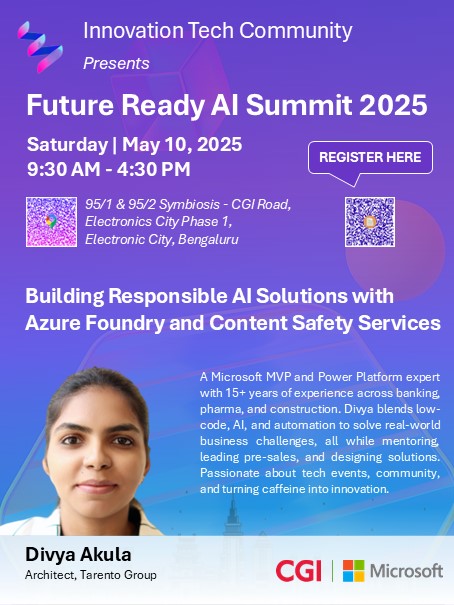 Innovation Tech Community
Presents
Future Ready AI Summit 2025
Saturday | May 10, 2025
9:30 AM - 4:30 PM
REGISTER HERE
95/1 & 95/2 Symbiosis - CGI Road,
Electronics City Phase 1,
Electronic City, Bengaluru
Building Responsible AI Solutions with
Azure Foundry and Content Safety Services
A Microsoft MVP and Power Platform expert
with 15+ years of experience across banking,
pharma, and construction. Divya blends low-
code, AI, and automation to solve real-world
business challenges, all while mentoring,
leading pre-sales, and designing solutions.
Passionate about tech events, community,
and turning caffeine into innovation.
Divya Akula
Architect, Tarento Group
CGI | Microsoft